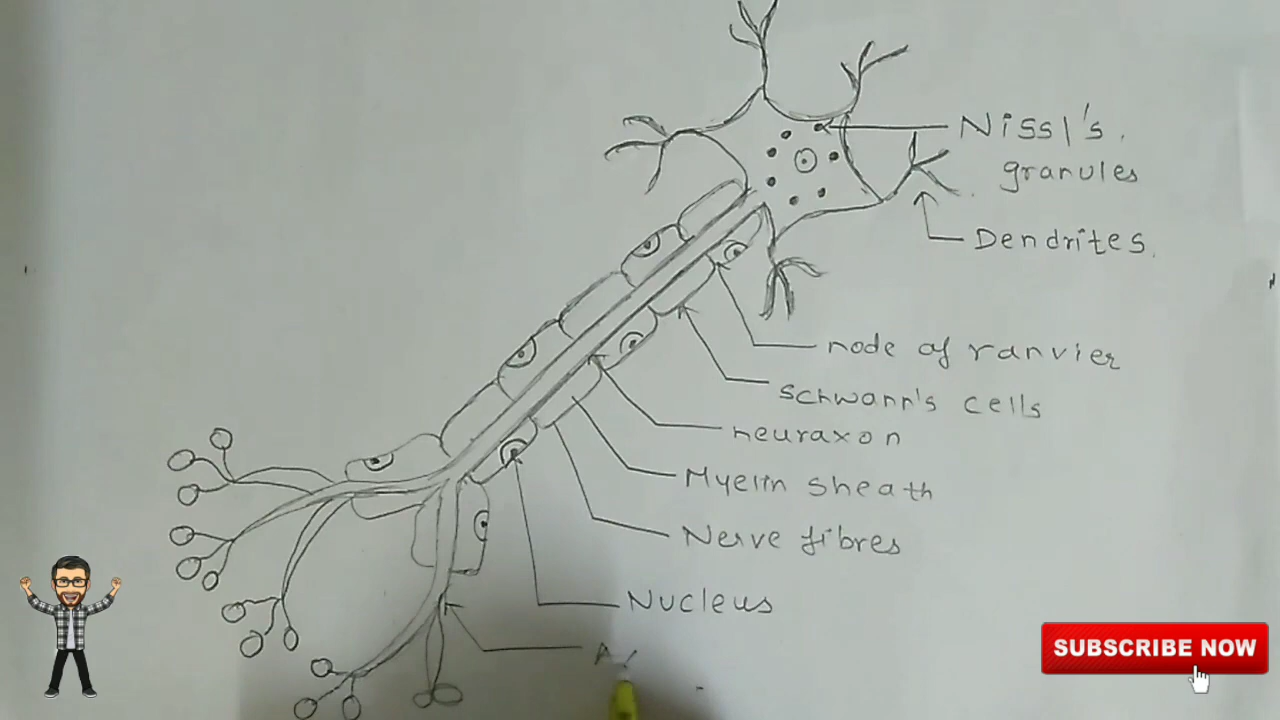 Nissl's
granules
Dendrites.
node of ranvier
Schwann's cells
neuraxon
Myelin sheath
Nerve fibres
Nucleus
SUBSCRIBE NOW